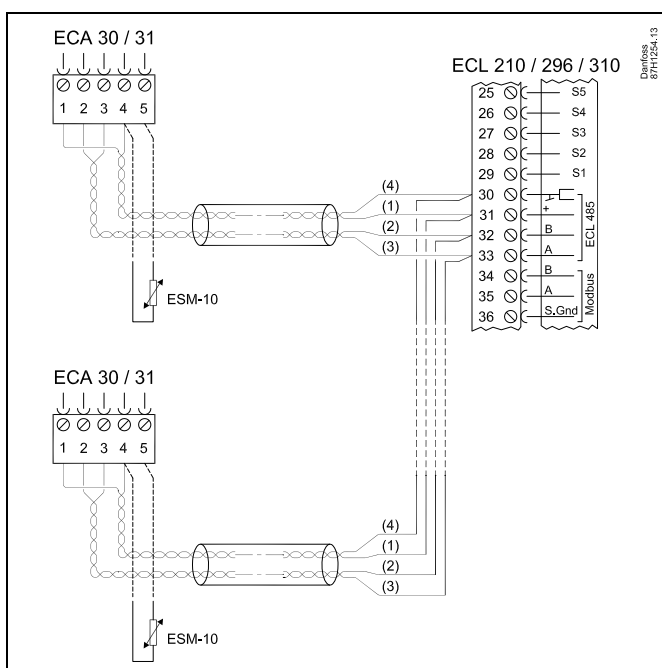 ECA 30 / 31
1 2 3 4 5
ESM-10
ECL 210 / 296 / 310
Danfoss
87H1254.13
25 S5
26 S4
27 S3
28 S2
29 S1
(4) 30
(1) 31 +
(2) 32 B
(3) 33 A
ECL 485
34 B
35 A
36 S.Gnd
Modbus
ECA 30 / 31
1 2 3 4 5
(4)
(1)
(2)
(3)
ESM-10